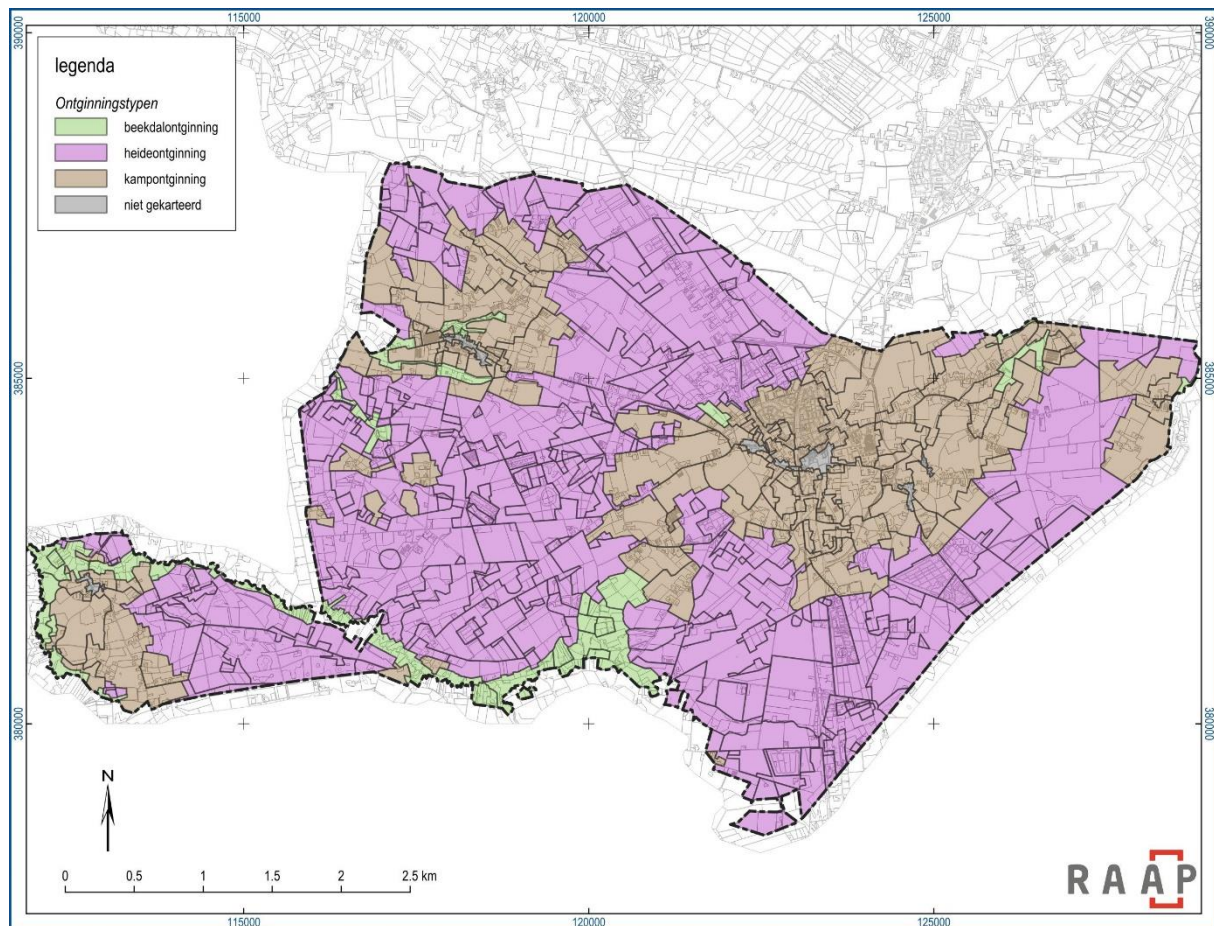 115000
120000
125000
390000
390000
legenda
Ontginningstypen
beekdalontginning
heideontginning
kampontginning
niet gekarteerd
385000
385000
380000
380000
N
0 0.5 1 1.5 2 2.5 km
RAAP
115000
120000
125000